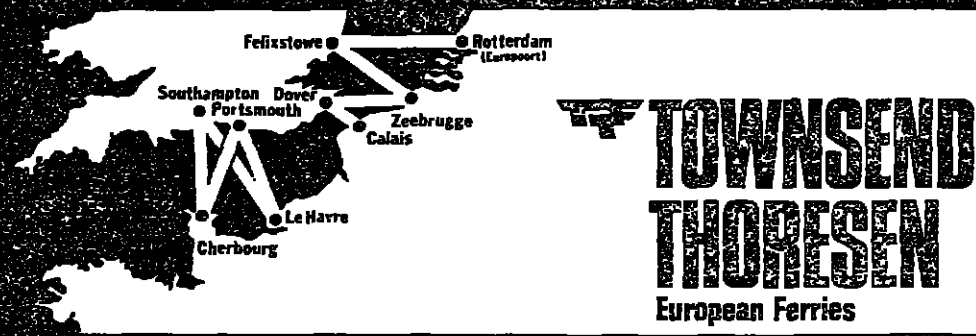 Felixstowe
Rotterdam
(Europoort)
Southampton
Dover
Portsmouth
Zeebrugge
Calais
Le Havre
Cherbourg
TOWNSEND
THORESEN
European Ferries